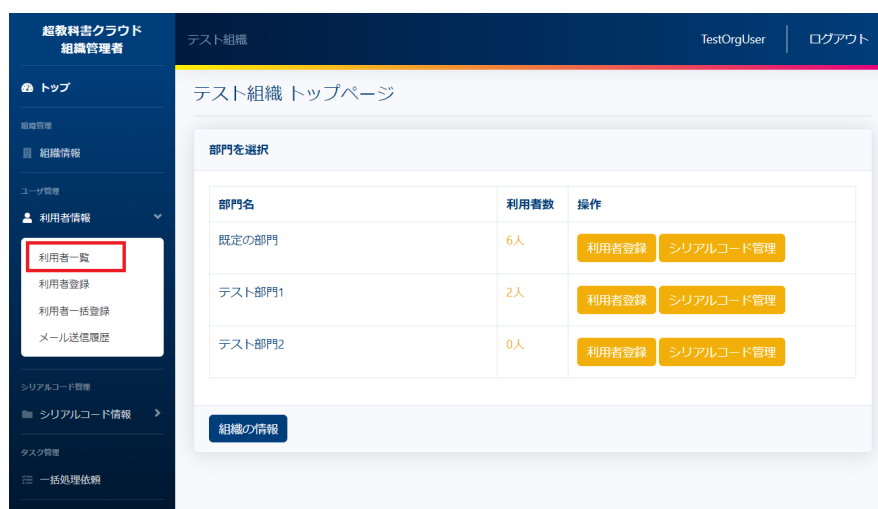 超教科書クラウド
組織管理者
テスト組織
TestOrgUser
ログアウト
トップ
組織管理
組織情報
ユーザ管理
利用者情報
利用者一覧
利用者登録
利用者一括登録
メール送信履歴
シリアルコード管理
シリアルコード情報
タスク管理
一括処理依頼
テスト組織 トップページ
部門を選択
部門名 利用者数 操作
既定の部門 6人 利用者登録 シリアルコード管理
テスト部門1 2人 利用者登録 シリアルコード管理
テスト部門2 0人 利用者登録 シリアルコード管理
組織の情報